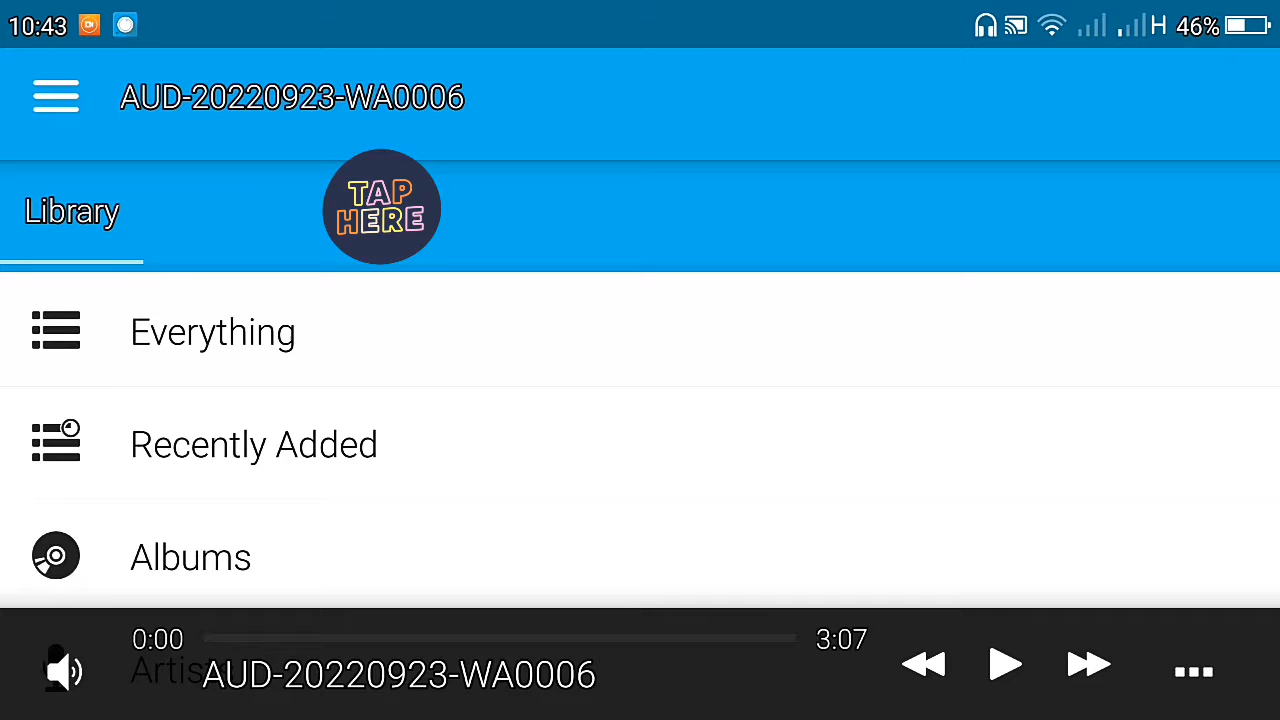 10:43
H 46%
AUD-20220923-WA0006
Library
TAP
HERE
Everything
Recently Added
Albums
0:00
3:07
Artis
AUD-20220923-WA0006